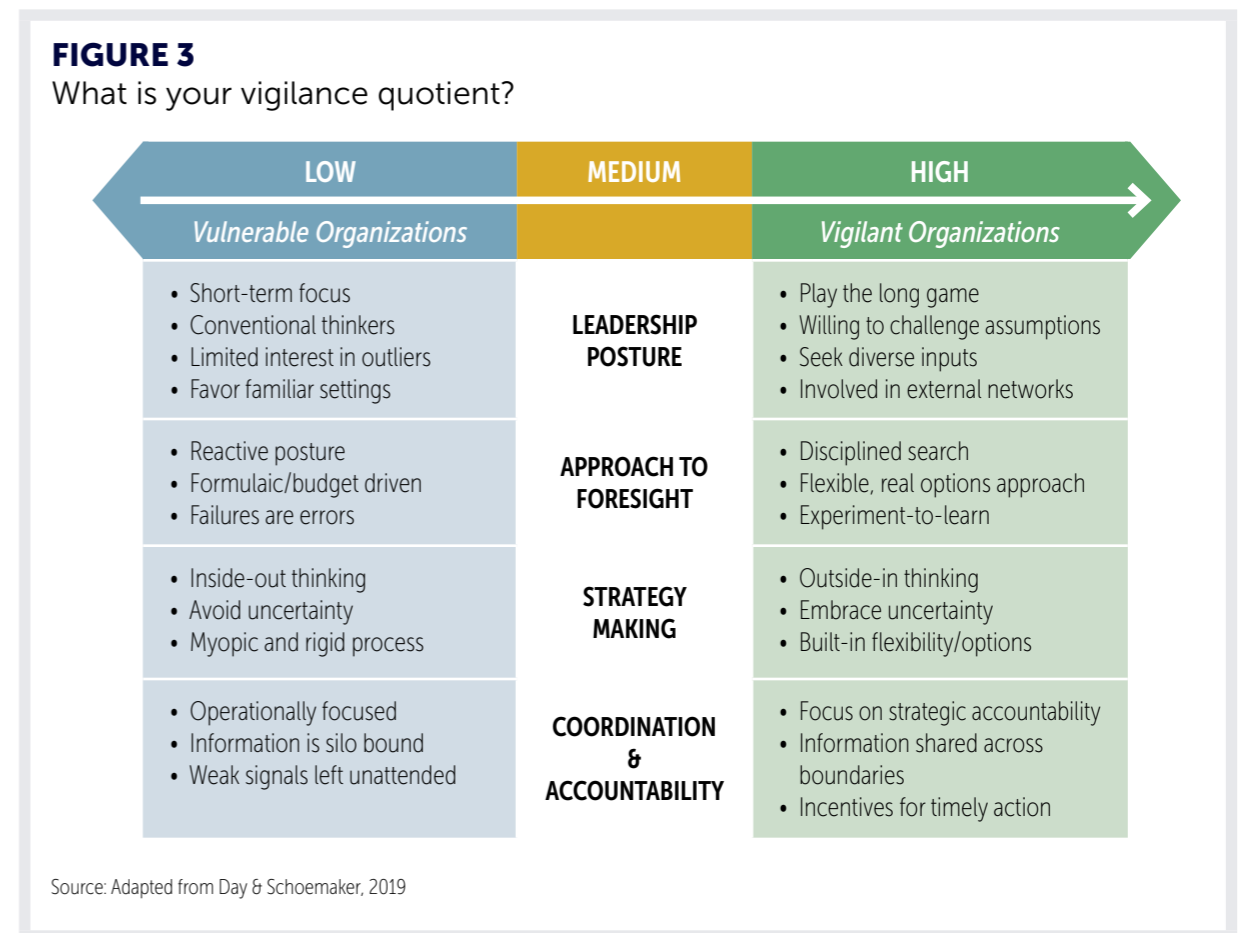 FIGURE 3
What is your vigilance quotient?
LOW
MEDIUM
HIGH
Vulnerable Organizations
Vigilant Organizations
• Short-term focus
• Conventional thinkers
• Limited interest in outliers
• Favor familiar settings
LEADERSHIP
POSTURE
• Play the long game
• Willing to challenge assumptions
• Seek diverse inputs
• Involved in external networks
• Reactive posture
• Formulaic/budget driven
• Failures are errors
APPROACH TO
FORESIGHT
• Disciplined search
• Flexible, real options approach
• Experiment-to-learn
• Inside-out thinking
• Avoid uncertainty
• Myopic and rigid process
STRATEGY
MAKING
• Outside-in thinking
• Embrace uncertainty
• Built-in flexibility/options
• Operationally focused
• Information is silo bound
• Weak signals left unattended
COORDINATION
&
ACCOUNTABILITY
• Focus on strategic accountability
• Information shared across
boundaries
• Incentives for timely action
Source: Adapted from Day & Schoemaker, 2019